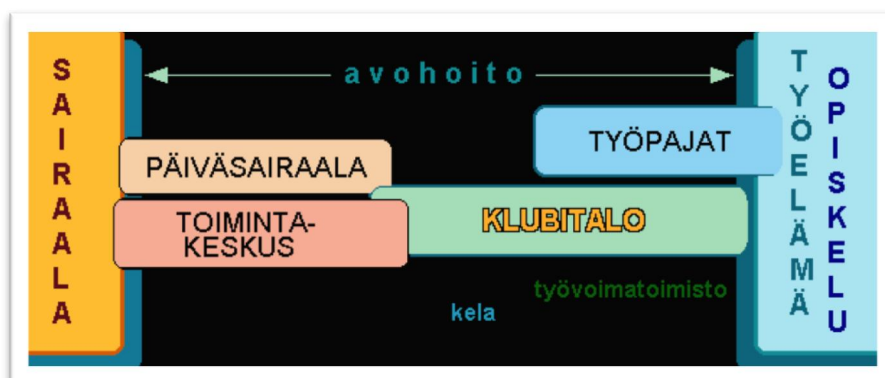 SAIRAALA
avohoito
TYÖPAJAT
PÄIVÄSAIRAALA
TOIMINTA-
KESKUS
KLUBITALO
työvoimatoimisto
kela
TYÖELÄMÄ
OPISKELU